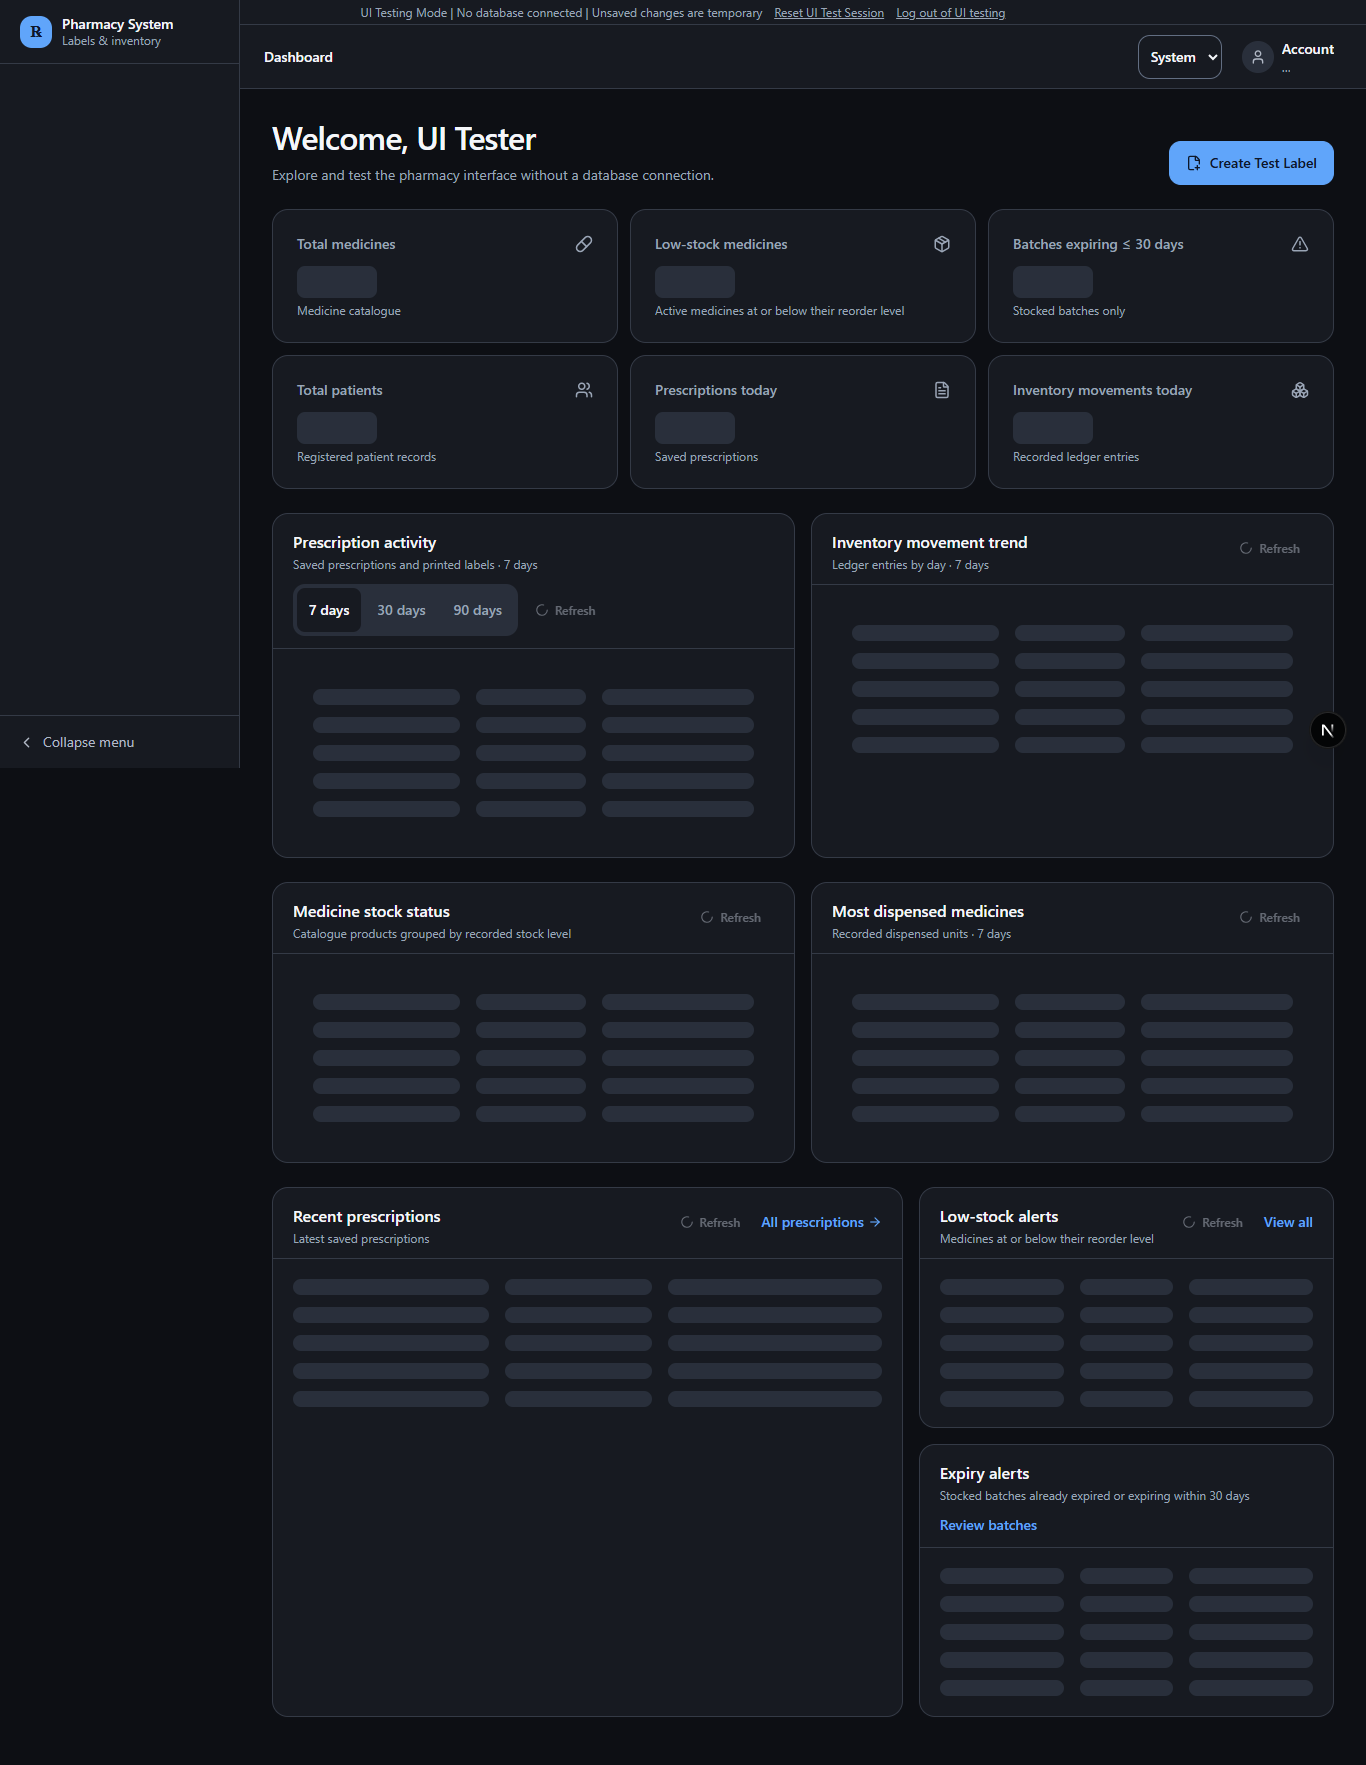 Pharmacy System
Labels & inventory
UI Testing Mode | No database connected | Unsaved changes are temporary Reset UI Test Session Log out of UI testing
Dashboard
System
Account
...
Welcome, UI Tester
Explore and test the pharmacy interface without a database connection.
Create Test Label
Total medicines
Medicine catalogue
Low-stock medicines
Active medicines at or below their reorder level
Batches expiring ≤ 30 days
Stocked batches only
Total patients
Registered patient records
Prescriptions today
Saved prescriptions
Inventory movements today
Recorded ledger entries
Prescription activity
Saved prescriptions and printed labels · 7 days
7 days 30 days 90 days Refresh
Inventory movement trend
Ledger entries by day · 7 days
Refresh
Collapse menu
N
Medicine stock status
Catalogue products grouped by recorded stock level
Refresh
Most dispensed medicines
Recorded dispensed units · 7 days
Refresh
Recent prescriptions
Latest saved prescriptions
Refresh All prescriptions →
Low-stock alerts
Medicines at or below their reorder level
Refresh View all
Expiry alerts
Stocked batches already expired or expiring within 30 days
Review batches